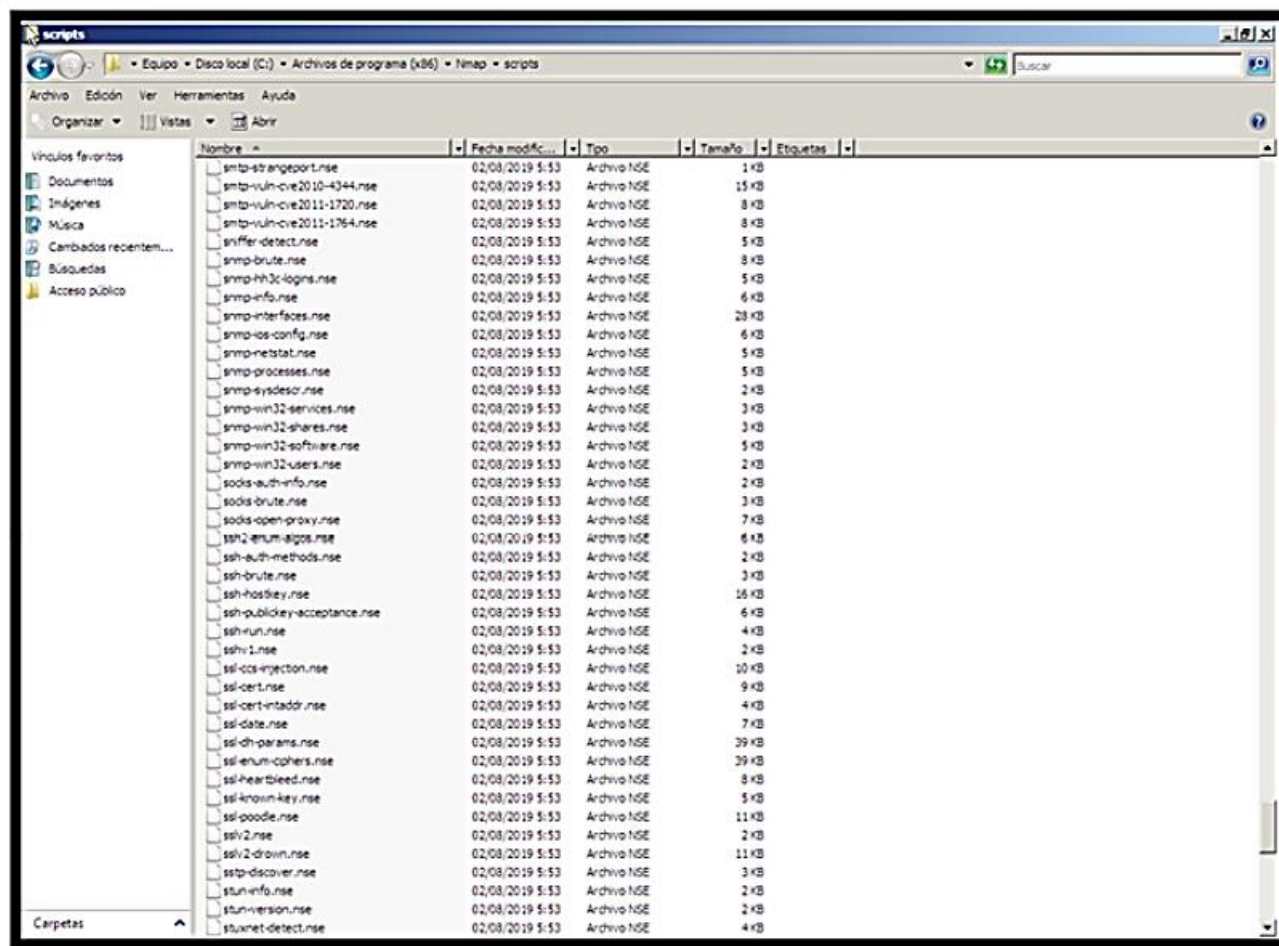 scripts
Equipo • Disco local (C:) • Archivos de programa (x86) • Nmap • scripts
Buscar
Archivo Edición Ver Herramientas Ayuda
Organizar Vistas Abrir
Vínculos favoritos
Documentos
Imágenes
Música
Cambiados recientem...
Búsquedas
Acceso público
Carpetas
Nombre Fecha modific... Tipo Tamaño Etiquetas
smtp-strangeport.nse 02/08/2019 5:53 Archivo NSE 1 KB
smtp-vuln-cve2010-4344.nse 02/08/2019 5:53 Archivo NSE 15 KB
smtp-vuln-cve2011-1720.nse 02/08/2019 5:53 Archivo NSE 8 KB
smtp-vuln-cve2011-1764.nse 02/08/2019 5:53 Archivo NSE 8 KB
sniffer-detect.nse 02/08/2019 5:53 Archivo NSE 5 KB
snmp-brute.nse 02/08/2019 5:53 Archivo NSE 8 KB
snmp-hh3c-logins.nse 02/08/2019 5:53 Archivo NSE 5 KB
snmp-info.nse 02/08/2019 5:53 Archivo NSE 6 KB
snmp-interfaces.nse 02/08/2019 5:53 Archivo NSE 28 KB
snmp-ios-config.nse 02/08/2019 5:53 Archivo NSE 6 KB
snmp-netstat.nse 02/08/2019 5:53 Archivo NSE 5 KB
snmp-processes.nse 02/08/2019 5:53 Archivo NSE 5 KB
snmp-sysdescr.nse 02/08/2019 5:53 Archivo NSE 2 KB
snmp-win32-services.nse 02/08/2019 5:53 Archivo NSE 3 KB
snmp-win32-shares.nse 02/08/2019 5:53 Archivo NSE 3 KB
snmp-win32-software.nse 02/08/2019 5:53 Archivo NSE 5 KB
snmp-win32-users.nse 02/08/2019 5:53 Archivo NSE 2 KB
socks-auth-info.nse 02/08/2019 5:53 Archivo NSE 2 KB
socks-brute.nse 02/08/2019 5:53 Archivo NSE 3 KB
socks-open-proxy.nse 02/08/2019 5:53 Archivo NSE 7 KB
ssh2-enum-algos.nse 02/08/2019 5:53 Archivo NSE 6 KB
ssh-auth-methods.nse 02/08/2019 5:53 Archivo NSE 2 KB
ssh-brute.nse 02/08/2019 5:53 Archivo NSE 3 KB
ssh-hostkey.nse 02/08/2019 5:53 Archivo NSE 16 KB
ssh-publickey-acceptance.nse 02/08/2019 5:53 Archivo NSE 6 KB
ssh-run.nse 02/08/2019 5:53 Archivo NSE 4 KB
sshv1.nse 02/08/2019 5:53 Archivo NSE 2 KB
ssl-ccs-injection.nse 02/08/2019 5:53 Archivo NSE 10 KB
ssl-cert.nse 02/08/2019 5:53 Archivo NSE 9 KB
ssl-cert-intaddr.nse 02/08/2019 5:53 Archivo NSE 4 KB
ssl-date.nse 02/08/2019 5:53 Archivo NSE 7 KB
ssl-dh-params.nse 02/08/2019 5:53 Archivo NSE 39 KB
ssl-enum-ciphers.nse 02/08/2019 5:53 Archivo NSE 39 KB
ssl-heartbleed.nse 02/08/2019 5:53 Archivo NSE 8 KB
ssl-known-key.nse 02/08/2019 5:53 Archivo NSE 5 KB
ssl-poodle.nse 02/08/2019 5:53 Archivo NSE 11 KB
sslv2.nse 02/08/2019 5:53 Archivo NSE 2 KB
sslv2-drown.nse 02/08/2019 5:53 Archivo NSE 11 KB
sstp-discover.nse 02/08/2019 5:53 Archivo NSE 3 KB
stun-info.nse 02/08/2019 5:53 Archivo NSE 2 KB
stun-version.nse 02/08/2019 5:53 Archivo NSE 2 KB
stuxnet-detect.nse 02/08/2019 5:53 Archivo NSE 4 KB